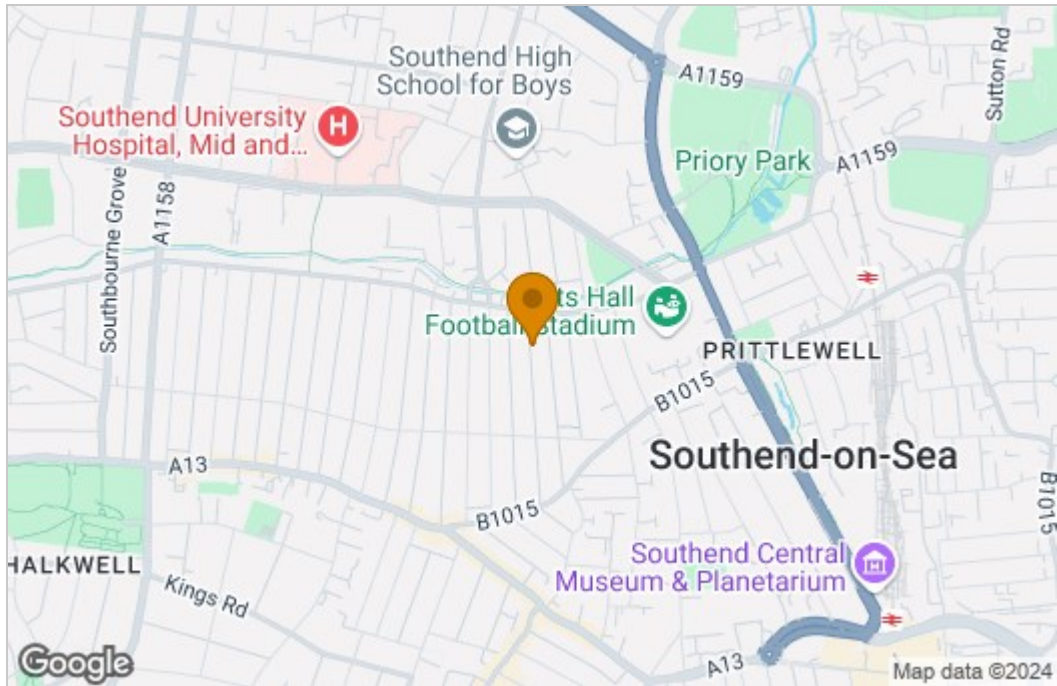 Southend High
School for Boys
A1159
Sutton Rd
Southend University
Hospital, Mid and...
H
Priory Park
A1159
A1158
Southbourne Grove
ts Hall
Football Stadium
PRITTLEWELL
B1015
Southend-on-Sea
A13
B1015
B1015
HALKWELL
Southend Central
Museum & Planetarium
Kings Rd
A13
Google
Map data ©2024